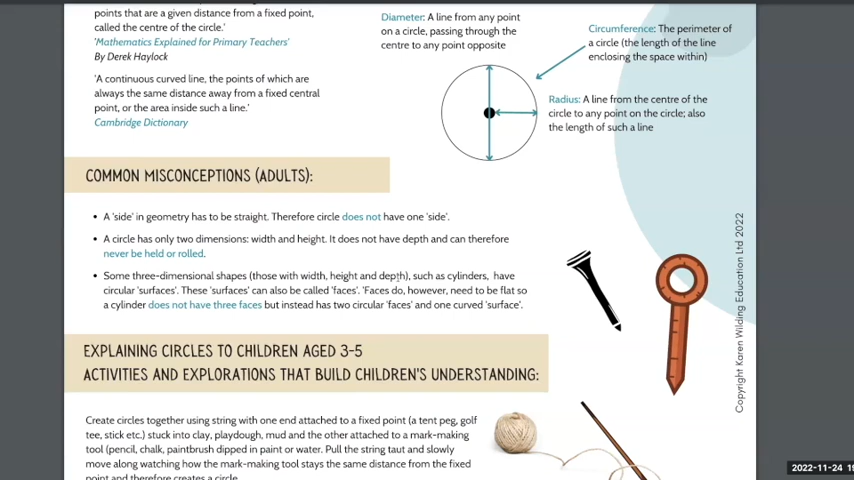 points that are a given distance from a fixed point,
called the centre of the circle.'
'Mathematics Explained for Primary Teachers'
By Derek Haylock
'A continuous curved line, the points of which are
always the same distance away from a fixed central
point, or the area inside such a line.'
Cambridge Dictionary
Diameter: A line from any point
on a circle, passing through the
centre to any point opposite
Circumference: The perimeter of
a circle (the length of the line
enclosing the space within)
Radius: A line from the centre of the
circle to any point on the circle; also
the length of such a line
COMMON MISCONCEPTIONS (ADULTS):
• A 'side' in geometry has to be straight. Therefore circle does not have one 'side'.
• A circle has only two dimensions: width and height. It does not have depth and can therefore
never be held or rolled.
• Some three-dimensional shapes (those with width, height and depth), such as cylinders, have
circular 'surfaces'. These 'surfaces' can also be called 'faces'. 'Faces do, however, need to be flat so
a cylinder does not have three faces but instead has two circular 'faces' and one curved 'surface'.
EXPLAINING CIRCLES TO CHILDREN AGED 3-5
ACTIVITIES AND EXPLORATIONS THAT BUILD CHILDREN'S UNDERSTANDING:
Create circles together using string with one end attached to a fixed point (a tent peg, golf
tee, stick etc.) stuck into clay, playdough, mud and the other attached to a mark-making
tool (pencil, chalk, paintbrush dipped in paint or water. Pull the string taut and slowly
move along watching how the mark-making tool stays the same distance from the fixed
point and therefore creates a circle.
Copyright Karen Wilding Education Ltd 2022
2022-11-24